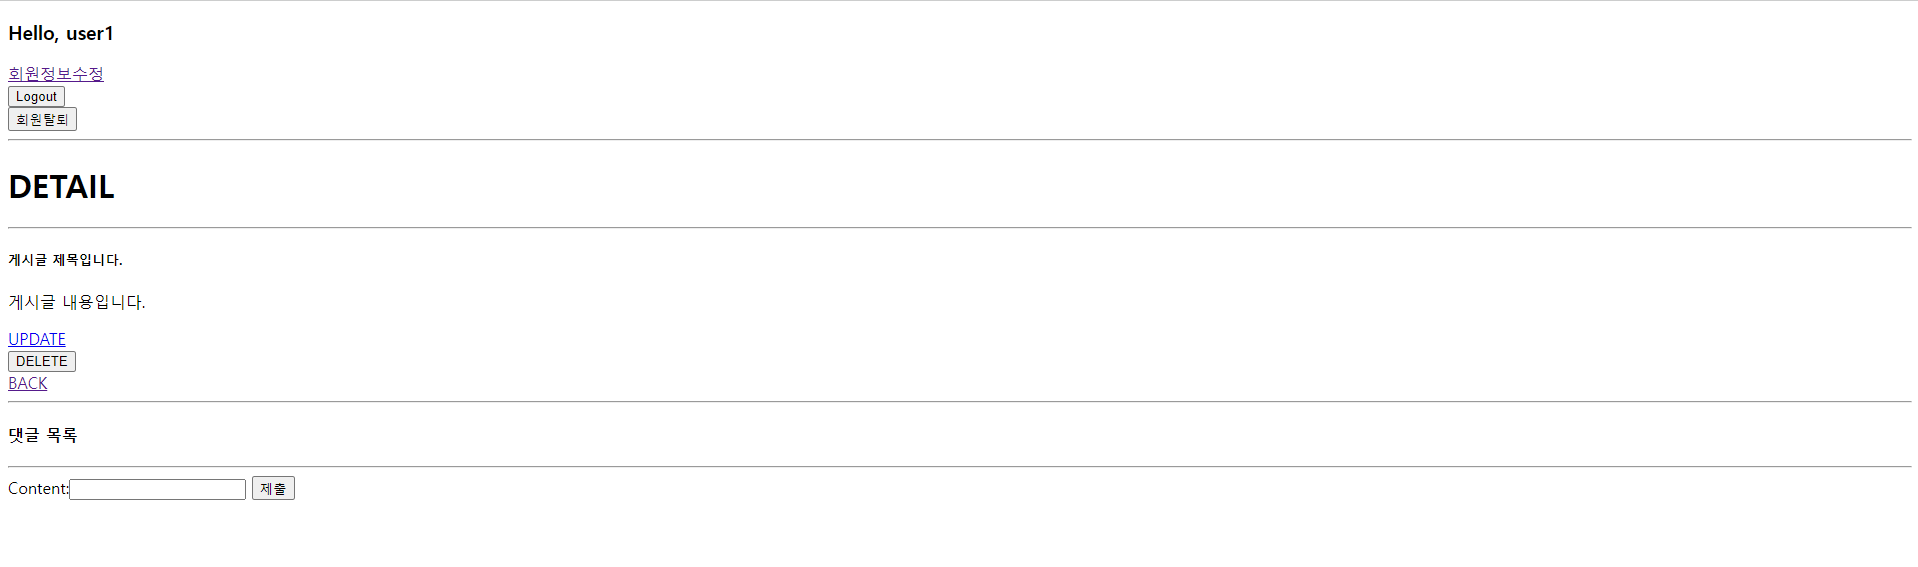 Hello, user1
회원정보수정
Logout
회원탈퇴
DETAIL
게시글 제목입니다.
게시글 내용입니다.
UPDATE
DELETE
BACK
댓글 목록
Content: 제출